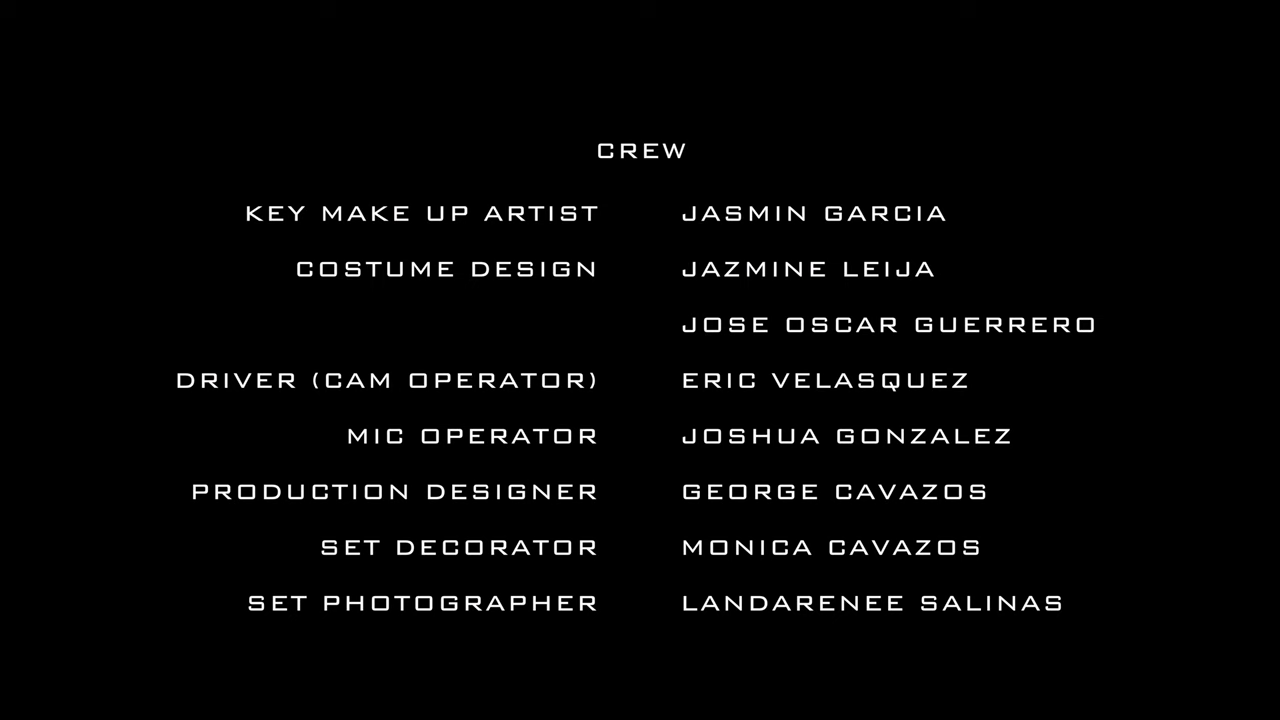 CREW
KEY MAKE UP ARTIST JASMIN GARCIA
COSTUME DESIGN JAZMINE LEIJA
JOSE OSCAR GUERRERO
DRIVER (CAM OPERATOR) ERIC VELASQUEZ
MIC OPERATOR JOSHUA GONZALEZ
PRODUCTION DESIGNER GEORGE CAVAZOS
SET DECORATOR MONICA CAVAZOS
SET PHOTOGRAPHER LANDARENEE SALINAS